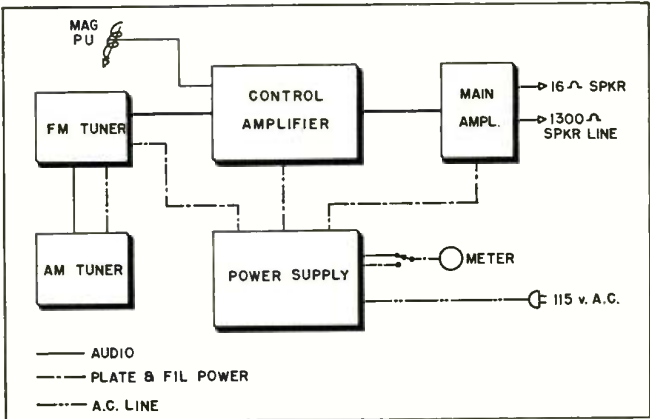 MAG
PU
CONTROL
AMPLIFIER
MAIN
AMPL.
16 Ω SPKR
1300 Ω
SPKR LINE
FM TUNER
AM TUNER
POWER SUPPLY
METER
115 v. A.C.
AUDIO
PLATE & FIL POWER
A.C. LINE